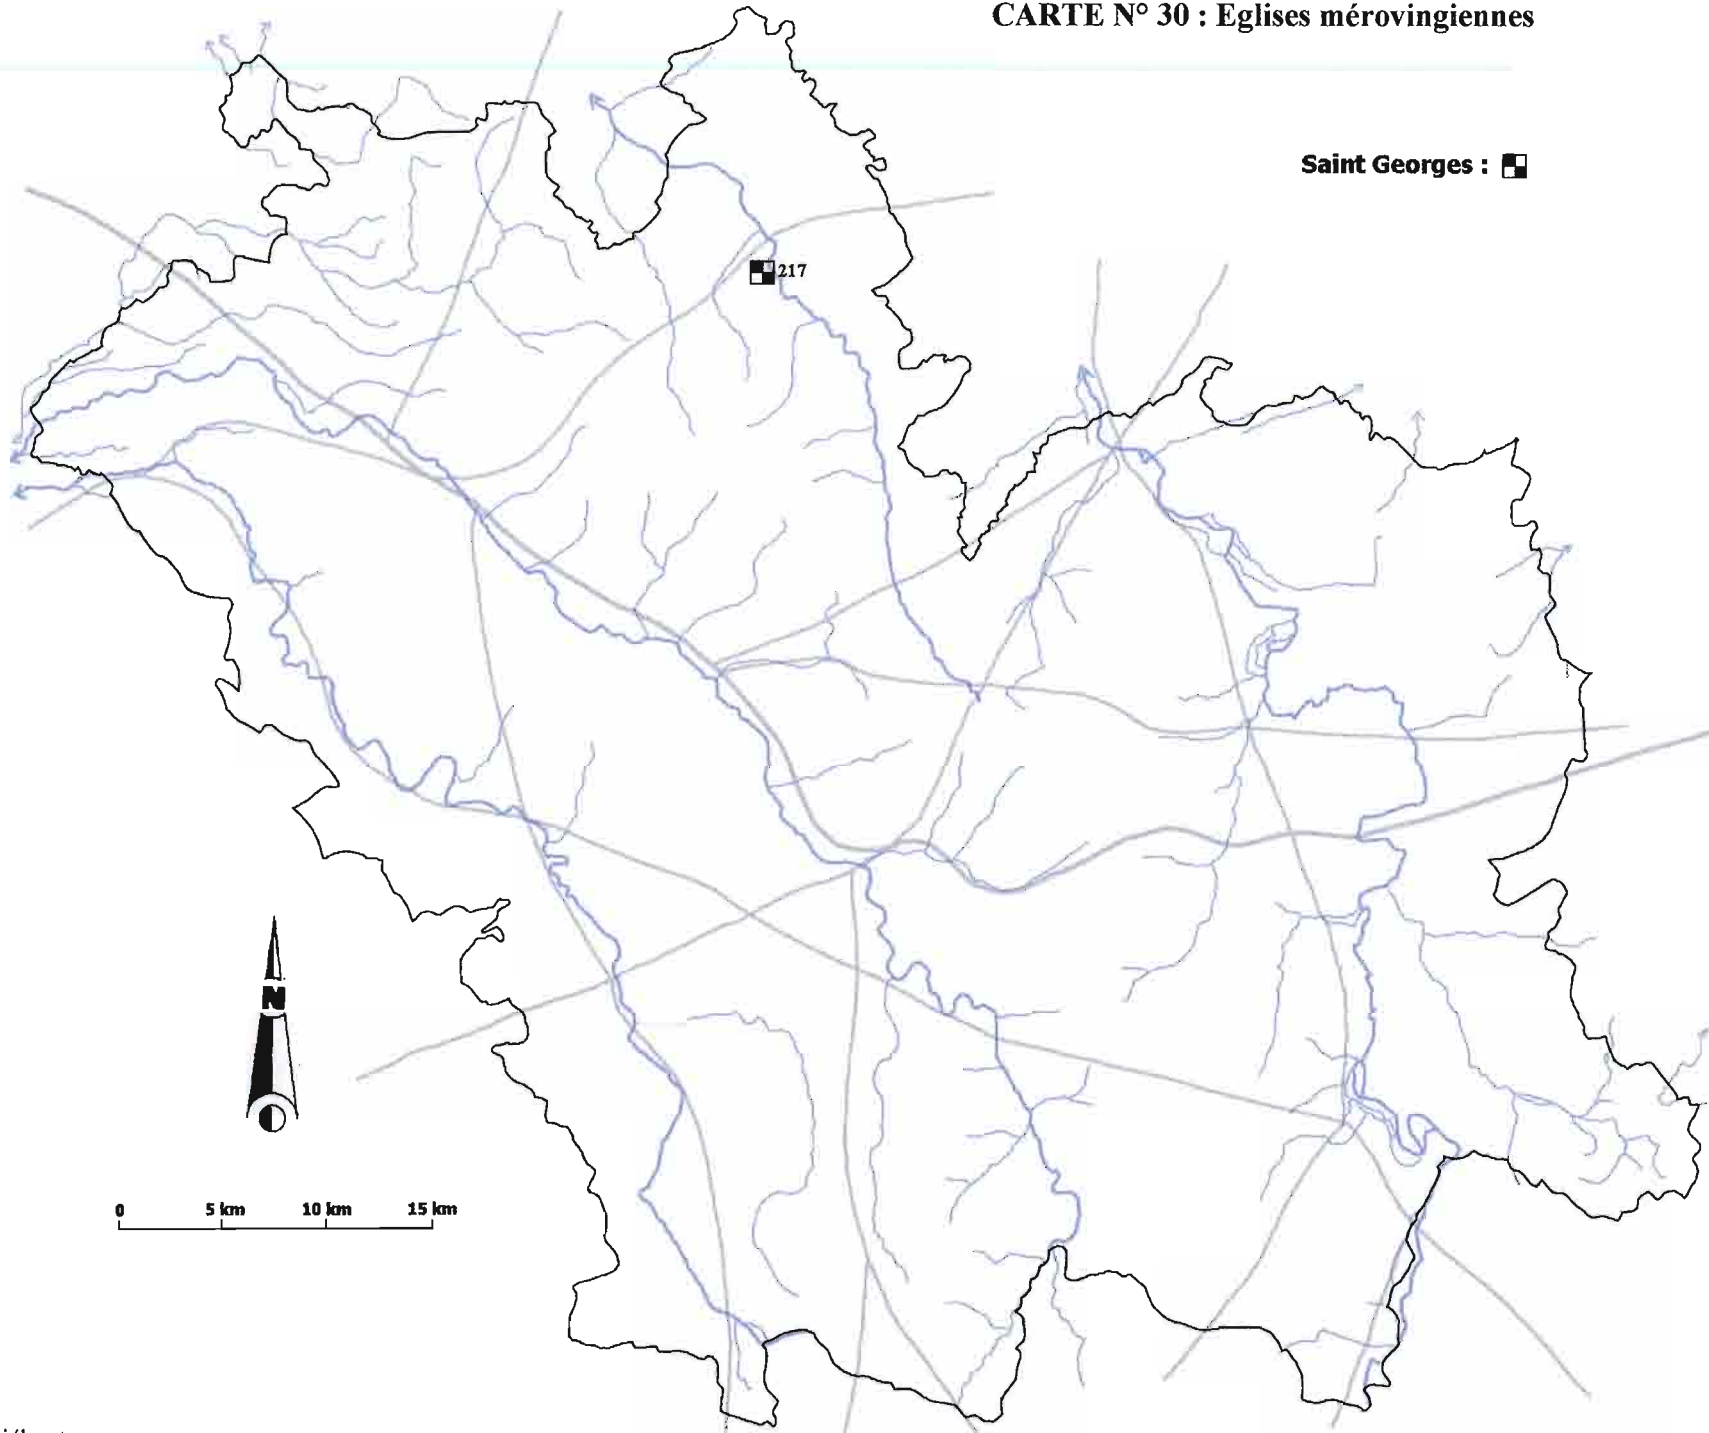 CARTE N° 30 : Eglises mérovingiennes
Saint Georges :
217
N
0 5 km 10 km 15 km